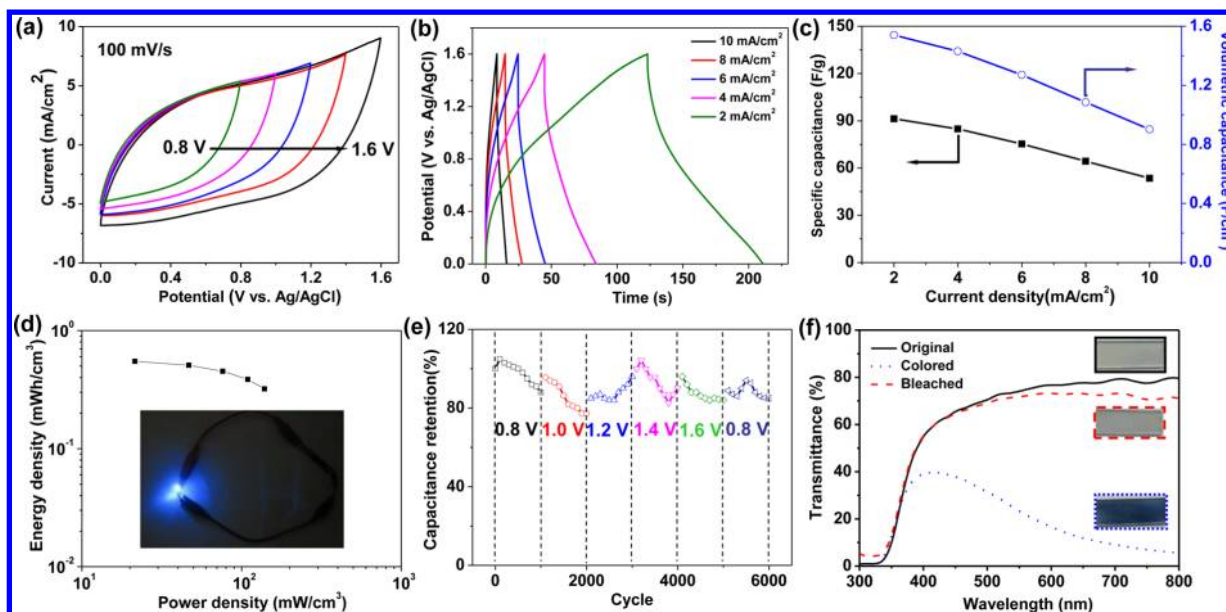 (a)
100 mV/s
0.8 V
1.6 V
Current (mA/cm2)
10
5
0
-5
-10
0.0 0.4 0.8 1.2 1.6
Potential (V vs. Ag/AgCl)
(b)
10 mA/cm2
8 mA/cm2
6 mA/cm2
4 mA/cm2
2 mA/cm2
Potential (V vs. Ag/AgCl)
2.0
1.6
1.2
0.8
0.4
0.0
0 50 100 150 200
Time (s)
(c)
Specific capacitance (F/g)
150
120
90
60
30
0
1.6
1.2
0.8
0.4
0.0
2 4 6 8 10
Current density(mA/cm2)
(d)
Energy density (mWh/cm3)
100
10-1
10-2
101 102 103
Power density (mW/cm3)
(e)
Capacitance retention(%)
120
80
40
0
0.8 V 1.0 V 1.2 V 1.4 V 1.6 V 0.8 V
0 2000 4000 6000
Cycle
(f)
Original
Colored
Bleached
Transmittance (%)
100
80
60
40
20
0
300 400 500 600 700 800
Wavelength (nm)